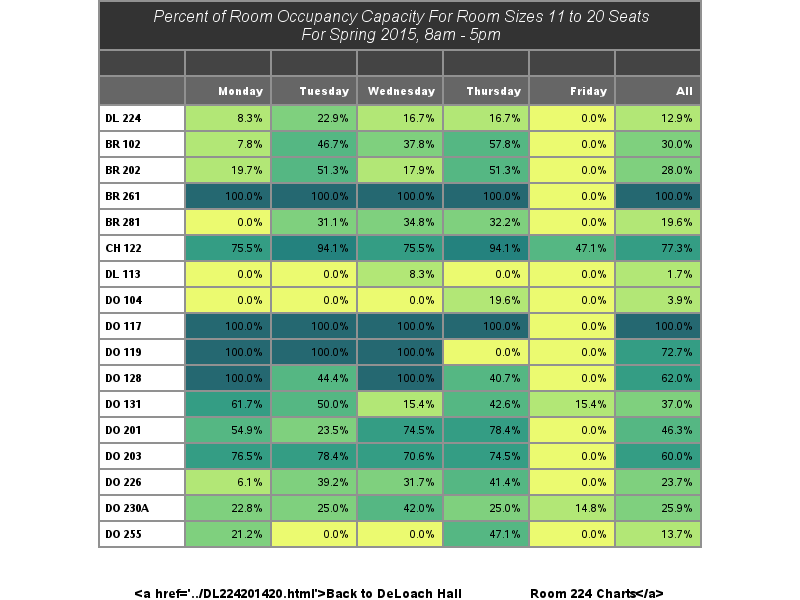 Percent of Room Occupancy Capacity For Room Sizes 11 to 20 Seats
For Spring 2015, 8am - 5pm
Monday Tuesday Wednesday Thursday Friday All
DL 224 8.3% 22.9% 16.7% 16.7% 0.0% 12.9%
BR 102 7.8% 46.7% 37.8% 57.8% 0.0% 30.0%
BR 202 19.7% 51.3% 17.9% 51.3% 0.0% 28.0%
BR 261 100.0% 100.0% 100.0% 100.0% 0.0% 100.0%
BR 281 0.0% 31.1% 34.8% 32.2% 0.0% 19.6%
CH 122 75.5% 94.1% 75.5% 94.1% 47.1% 77.3%
DL 113 0.0% 0.0% 8.3% 0.0% 0.0% 1.7%
DO 104 0.0% 0.0% 0.0% 19.6% 0.0% 3.9%
DO 117 100.0% 100.0% 100.0% 100.0% 0.0% 100.0%
DO 119 100.0% 100.0% 100.0% 0.0% 0.0% 72.7%
DO 128 100.0% 44.4% 100.0% 40.7% 0.0% 62.0%
DO 131 61.7% 50.0% 15.4% 42.6% 15.4% 37.0%
DO 201 54.9% 23.5% 74.5% 78.4% 0.0% 46.3%
DO 203 76.5% 78.4% 70.6% 74.5% 0.0% 60.0%
DO 226 6.1% 39.2% 31.7% 41.4% 0.0% 23.7%
DO 230A 22.8% 25.0% 42.0% 25.0% 14.8% 25.9%
DO 255 21.2% 0.0% 0.0% 47.1% 0.0% 13.7%
<a href='../DL224201420.html'>Back to DeLoach Hall Room 224 Charts</a>